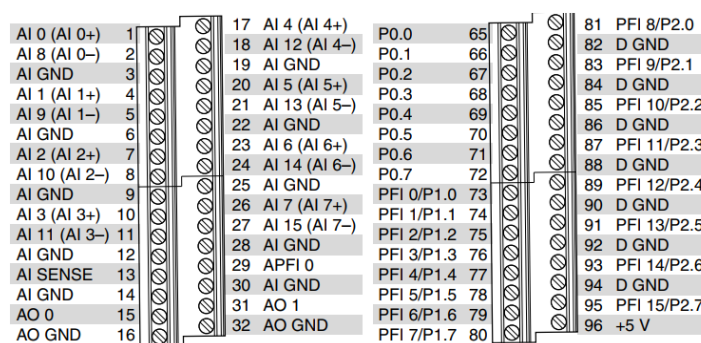 AI 0 (AI 0+) 1
AI 8 (AI 0–) 2
AI GND 3
AI 1 (AI 1+) 4
AI 9 (AI 1–) 5
AI GND 6
AI 2 (AI 2+) 7
AI 10 (AI 2–) 8
AI GND 9
AI 3 (AI 3+) 10
AI 11 (AI 3–) 11
AI GND 12
AI SENSE 13
AI GND 14
AO 0 15
AO GND 16
17 AI 4 (AI 4+)
18 AI 12 (AI 4–)
19 AI GND
20 AI 5 (AI 5+)
21 AI 13 (AI 5–)
22 AI GND
23 AI 6 (AI 6+)
24 AI 14 (AI 6–)
25 AI GND
26 AI 7 (AI 7+)
27 AI 15 (AI 7–)
28 AI GND
29 APFI 0
30 AI GND
31 AO 1
32 AO GND
P0.0 65
P0.1 66
P0.2 67
P0.3 68
P0.4 69
P0.5 70
P0.6 71
P0.7 72
PFI 0/P1.0 73
PFI 1/P1.1 74
PFI 2/P1.2 75
PFI 3/P1.3 76
PFI 4/P1.4 77
PFI 5/P1.5 78
PFI 6/P1.6 79
PFI 7/P1.7 80
81 PFI 8/P2.0
82 D GND
83 PFI 9/P2.1
84 D GND
85 PFI 10/P2.2
86 D GND
87 PFI 11/P2.3
88 D GND
89 PFI 12/P2.4
90 D GND
91 PFI 13/P2.5
92 D GND
93 PFI 14/P2.6
94 D GND
95 PFI 15/P2.7
96 +5 V